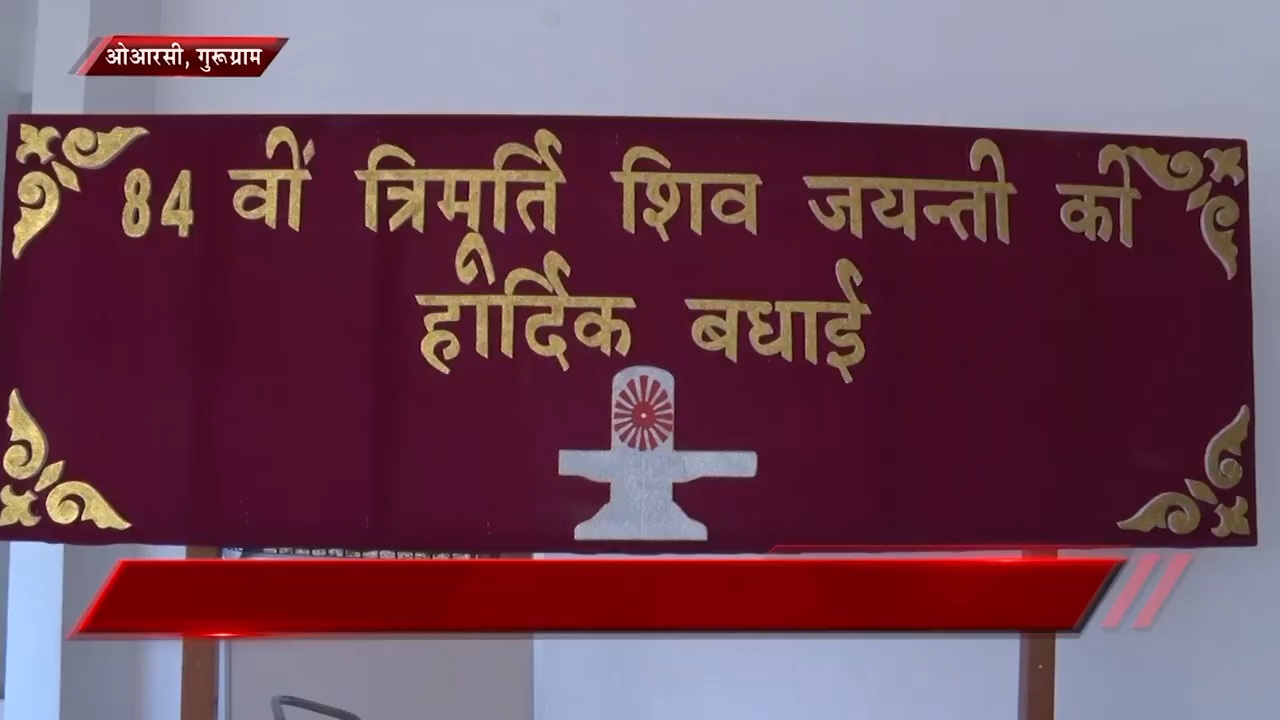 ओआरसी, गुरूग्राम
84 वीं त्रिमूर्ति शिव जयन्ती की
हार्दिक बधाई